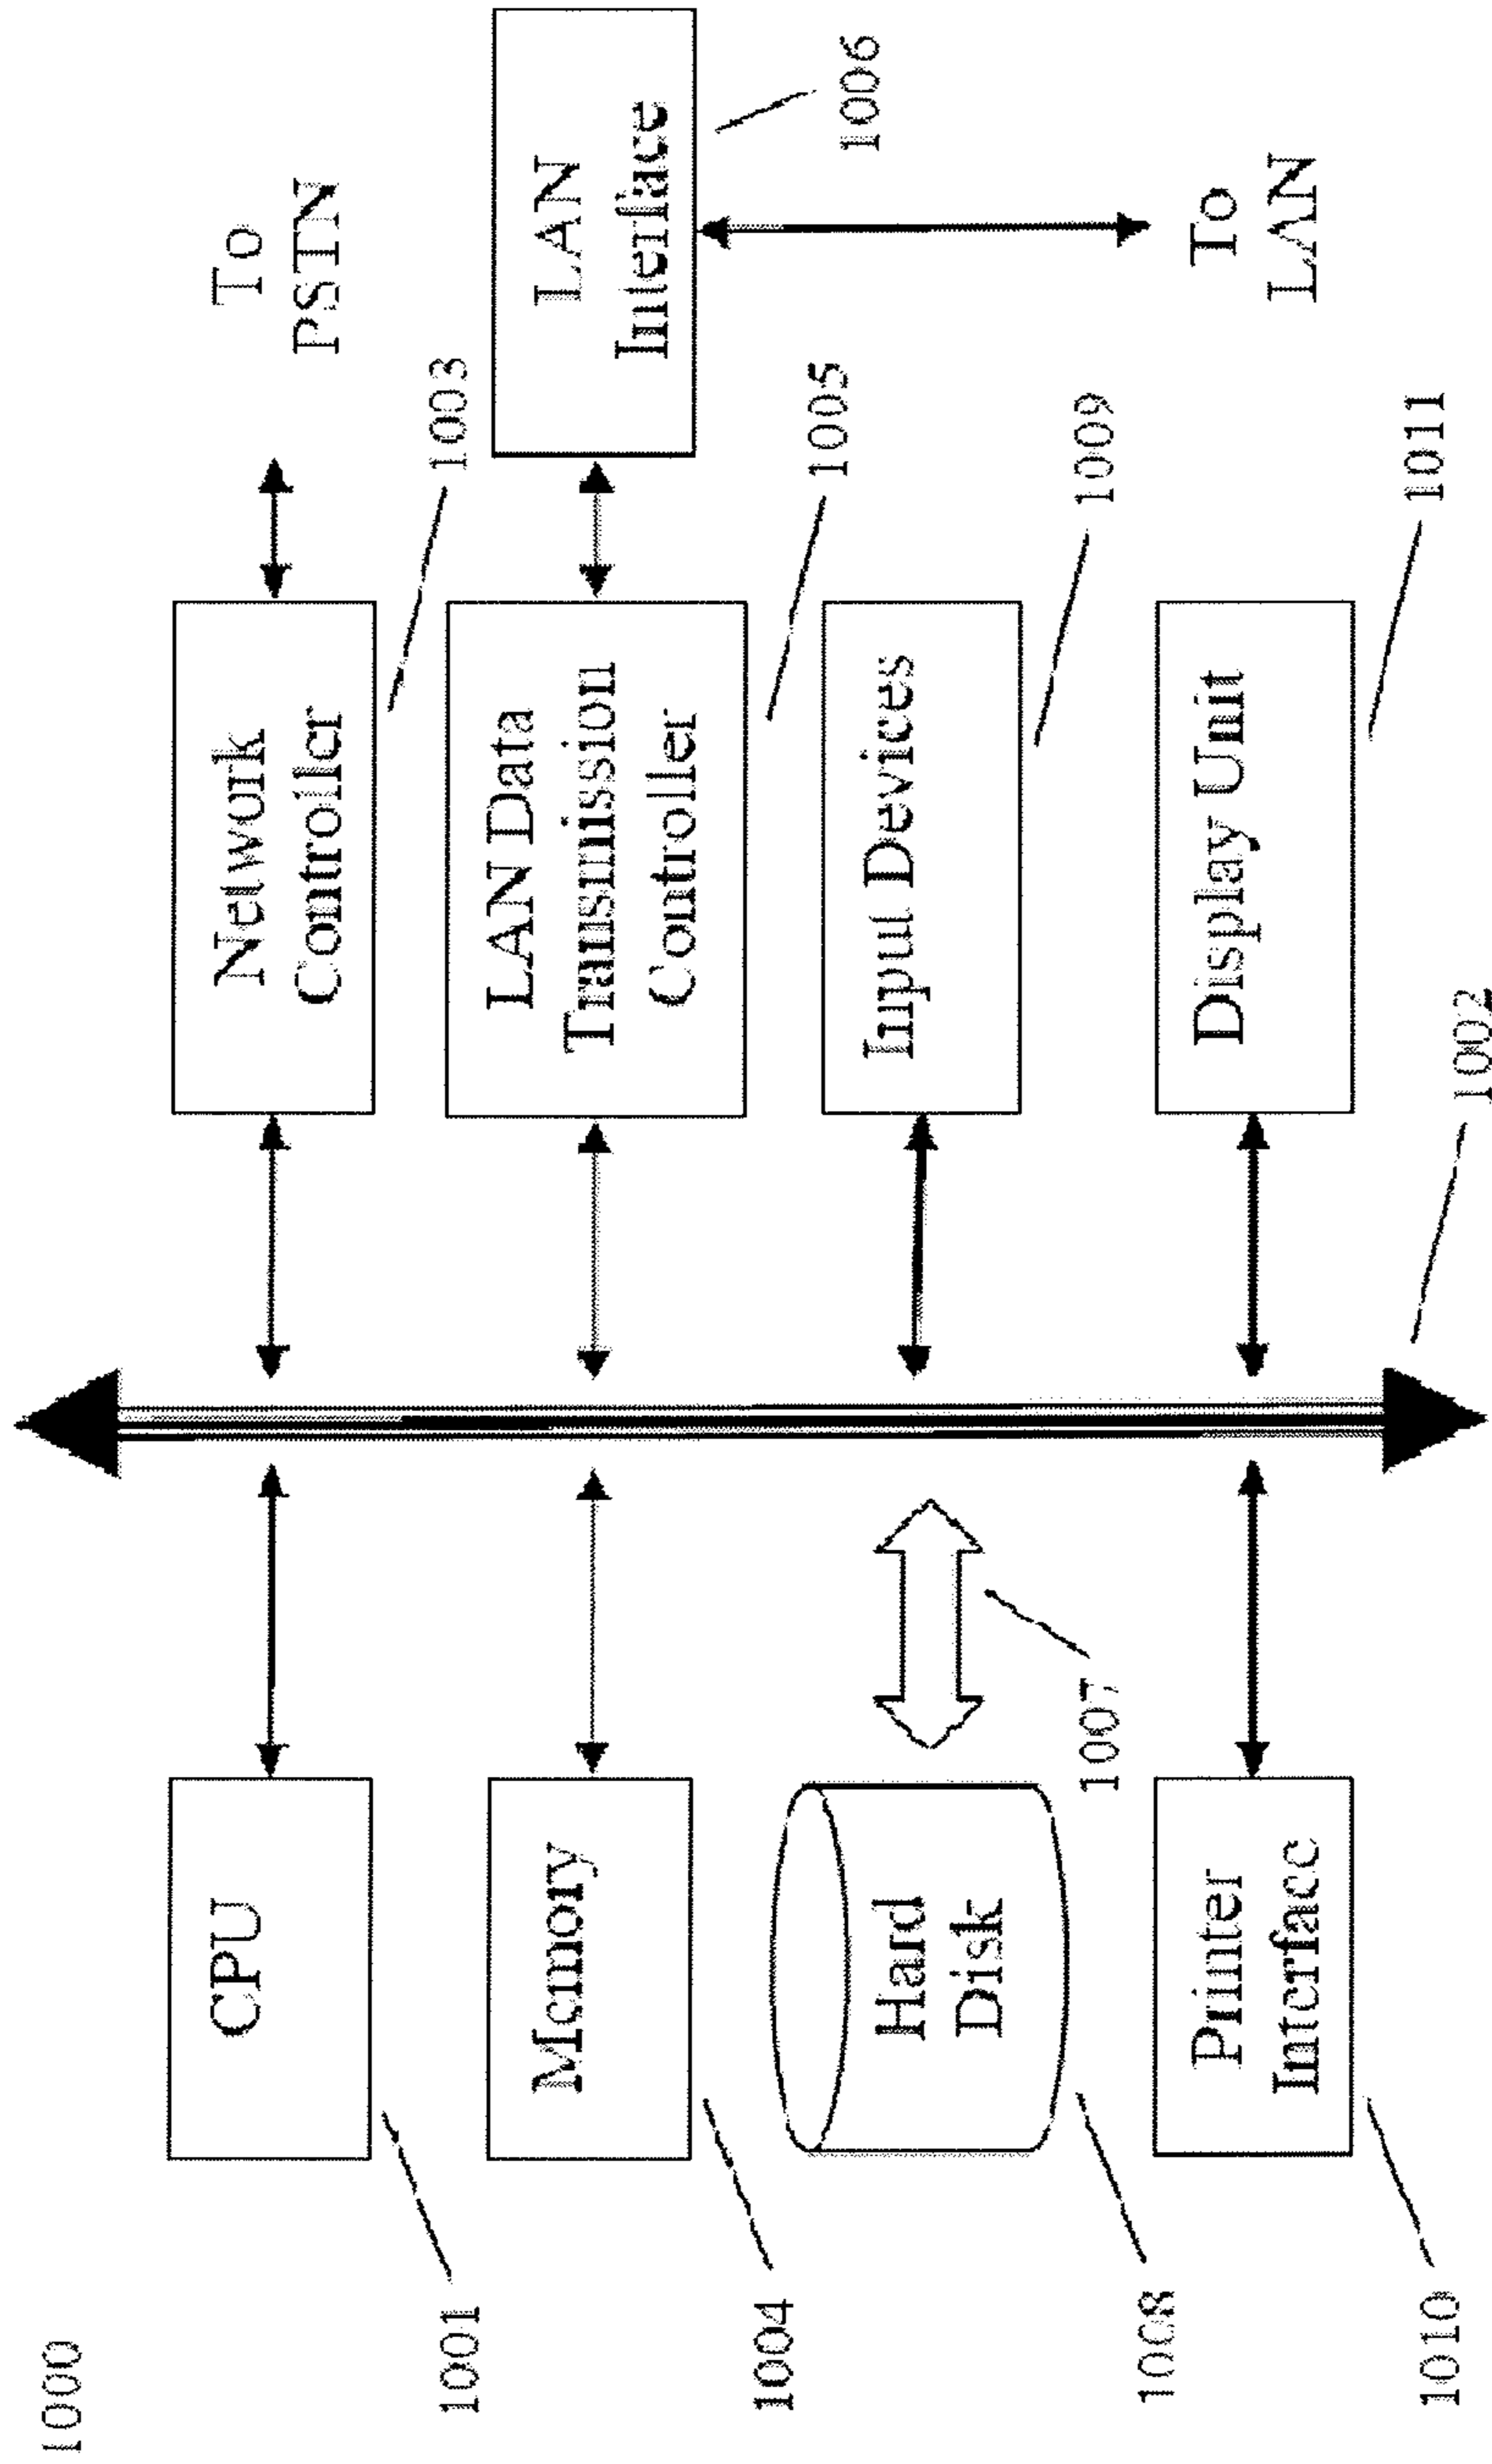 1000
CPU
1001
Network
Controller
1003
To
PSTN
Memory
1004
LAN Data
Transmission
Controller
1005
LAN
Interface
1006
Hard
Disk
1008
1007
Input Devices
1009
To
LAN
Printer
Interface
1010
Display Unit
1011
1002